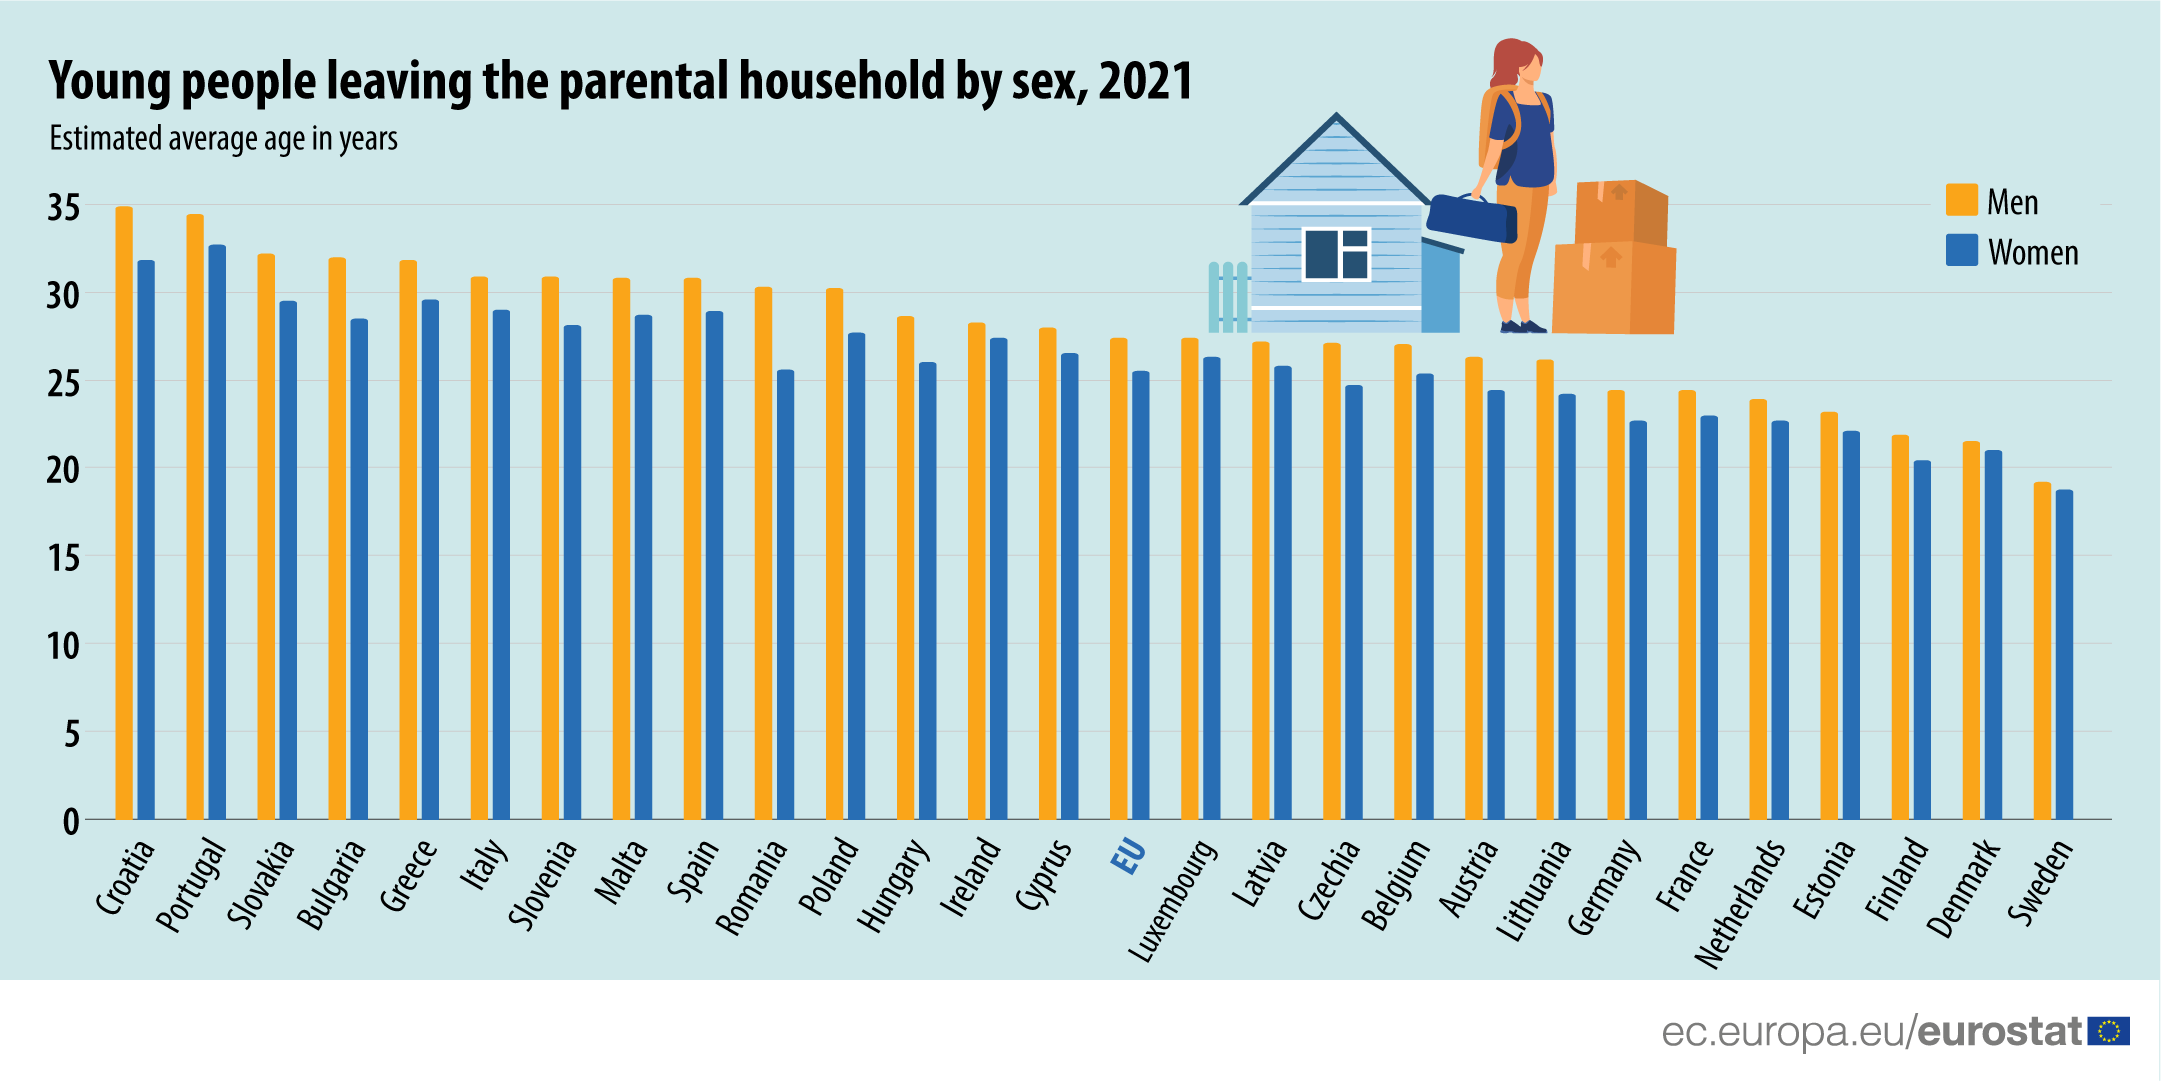 Young people leaving the parental household by sex, 2021
Estimated average age in years
Men
Women
35
30
25
20
15
10
5
0
Croatia
Portugal
Slovakia
Bulgaria
Greece
Italy
Slovenia
Malta
Spain
Romania
Poland
Hungary
Ireland
Cyprus
EU
Luxembourg
Latvia
Czechia
Belgium
Austria
Lithuania
Germany
France
Netherlands
Estonia
Finland
Denmark
Sweden
ec.europa.eu/eurostat